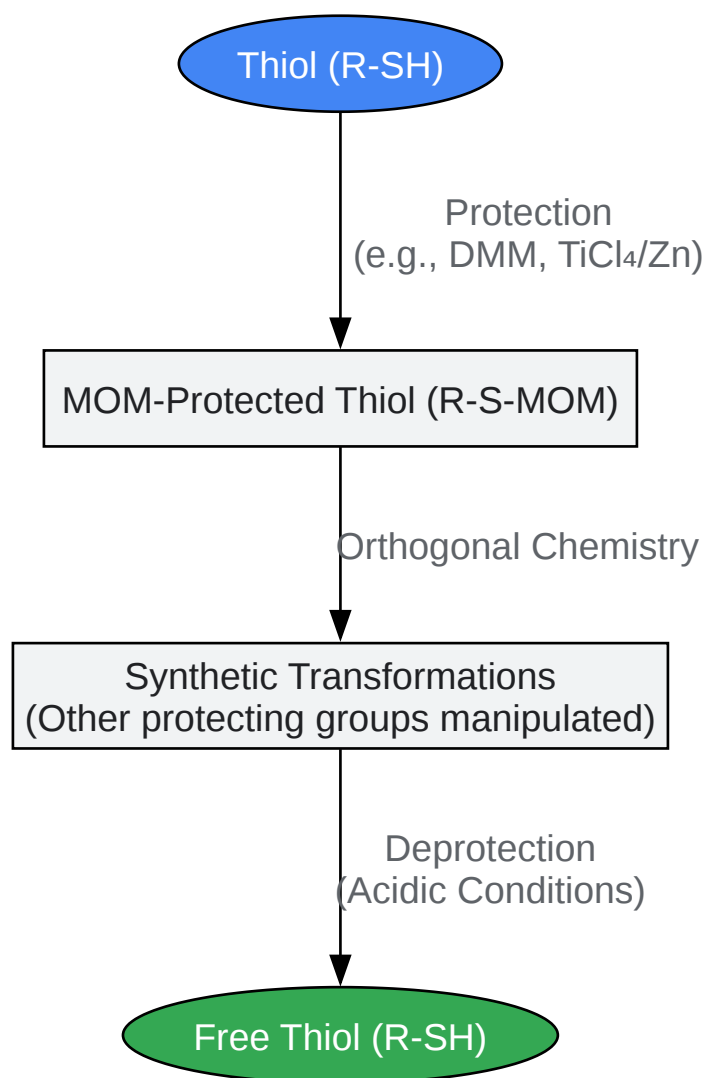 Thiol (R-SH)
Protection
(e.g., DMM, TiCl₄/Zn)
MOM-Protected Thiol (R-S-MOM)
Orthogonal Chemistry
Synthetic Transformations
(Other protecting groups manipulated)
Deprotection
(Acidic Conditions)
Free Thiol (R-SH)